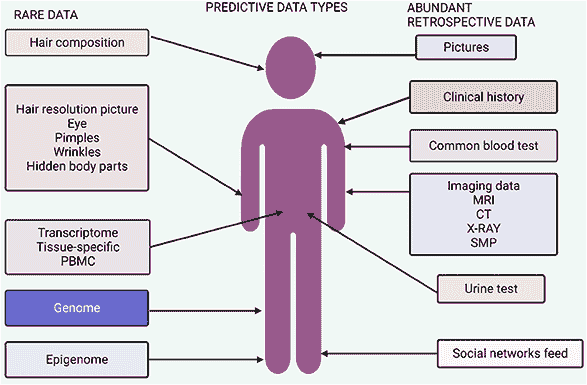 PREDICTIVE DATA TYPES
RARE DATA
Hair composition
Hair resolution picture
Eye
Pimples
Wrinkles
Hidden body parts
Transcriptome
Tissue-specific
PBMC
Genome
Epigenome
ABUNDANT
RETROSPECTIVE DATA
Pictures
Clinical history
Common blood test
Imaging data
MRI
CT
X-RAY
SMP
Urine test
Social networks feed